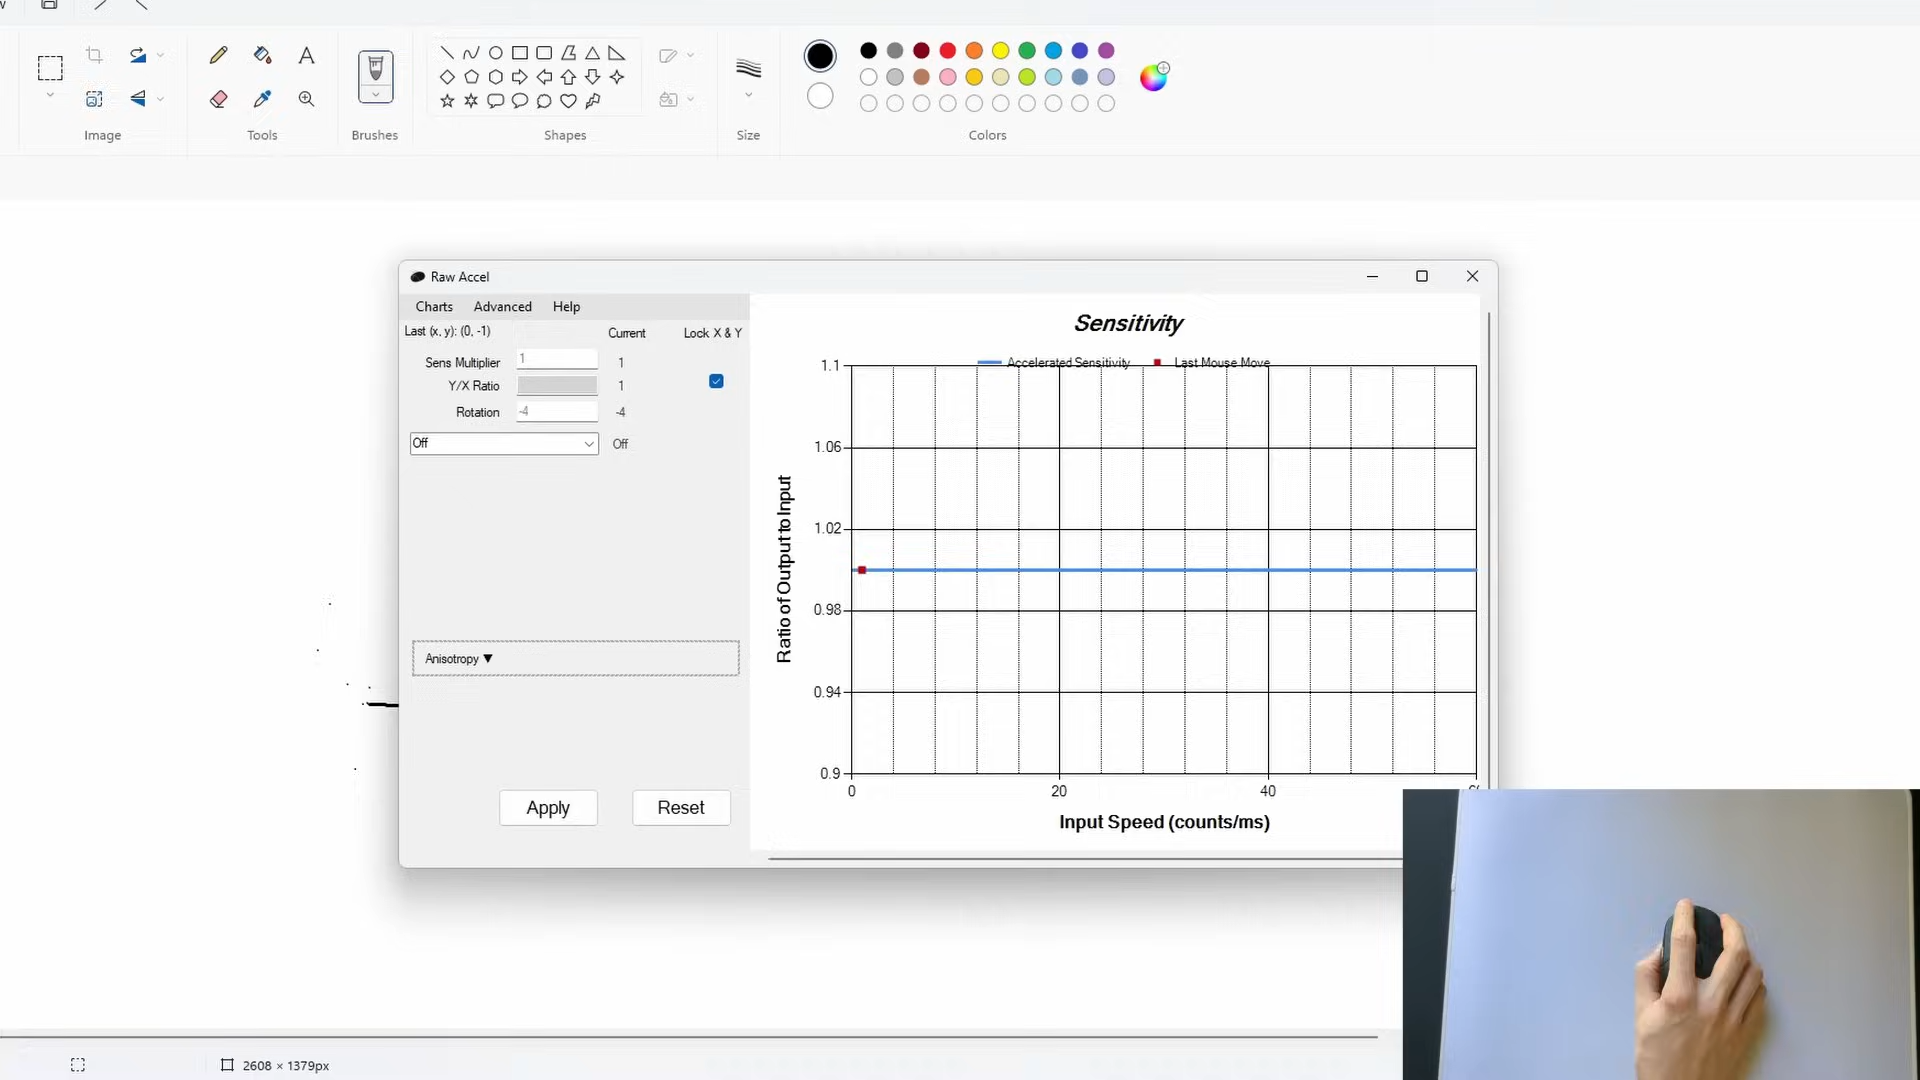 Image
Tools
Brushes
Shapes
Size
Colors
Raw Accel
Charts Advanced Help
Last (x, y): (0, -1)
Current
Lock X & Y
Sens Multiplier 1 1
Y/X Ratio 1
Rotation -4 -4
Off Off
Anisotropy ▼
Apply
Reset
Sensitivity
Accelerated Sensitivity Last Mouse Move
1.1
1.06
1.02
0.98
0.94
0.9
Ratio of Output to Input
0 20 40
Input Speed (counts/ms)
2608 × 1379px